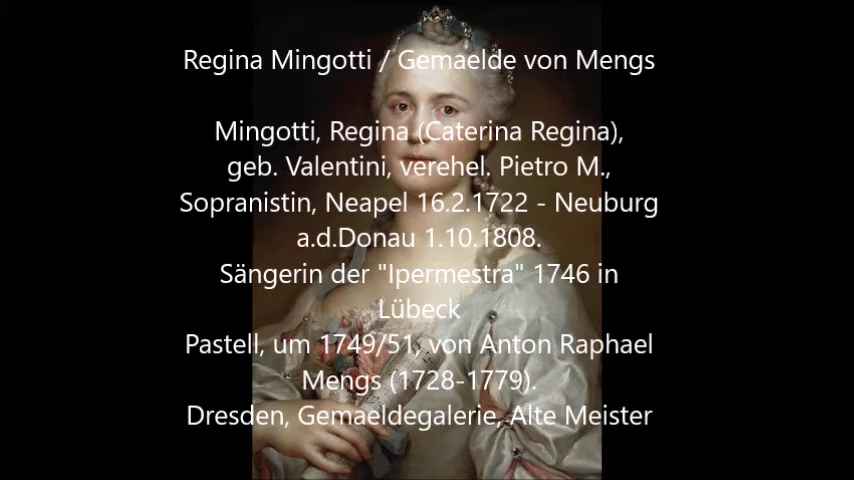 Regina Mingotti / Gemaelde von Mengs
Mingotti, Regina (Caterina Regina),
geb. Valentini, verehel. Pietro M.,
Sopranistin, Neapel 16.2.1722 - Neuburg
a.d.Donau 1.10.1808.
Sängerin der "Ipermestra" 1746 in
Lübeck
Pastell, um 1749/51, von Anton Raphael
Mengs (1728-1779).
Dresden, Gemaeldegalerie, Alte Meister